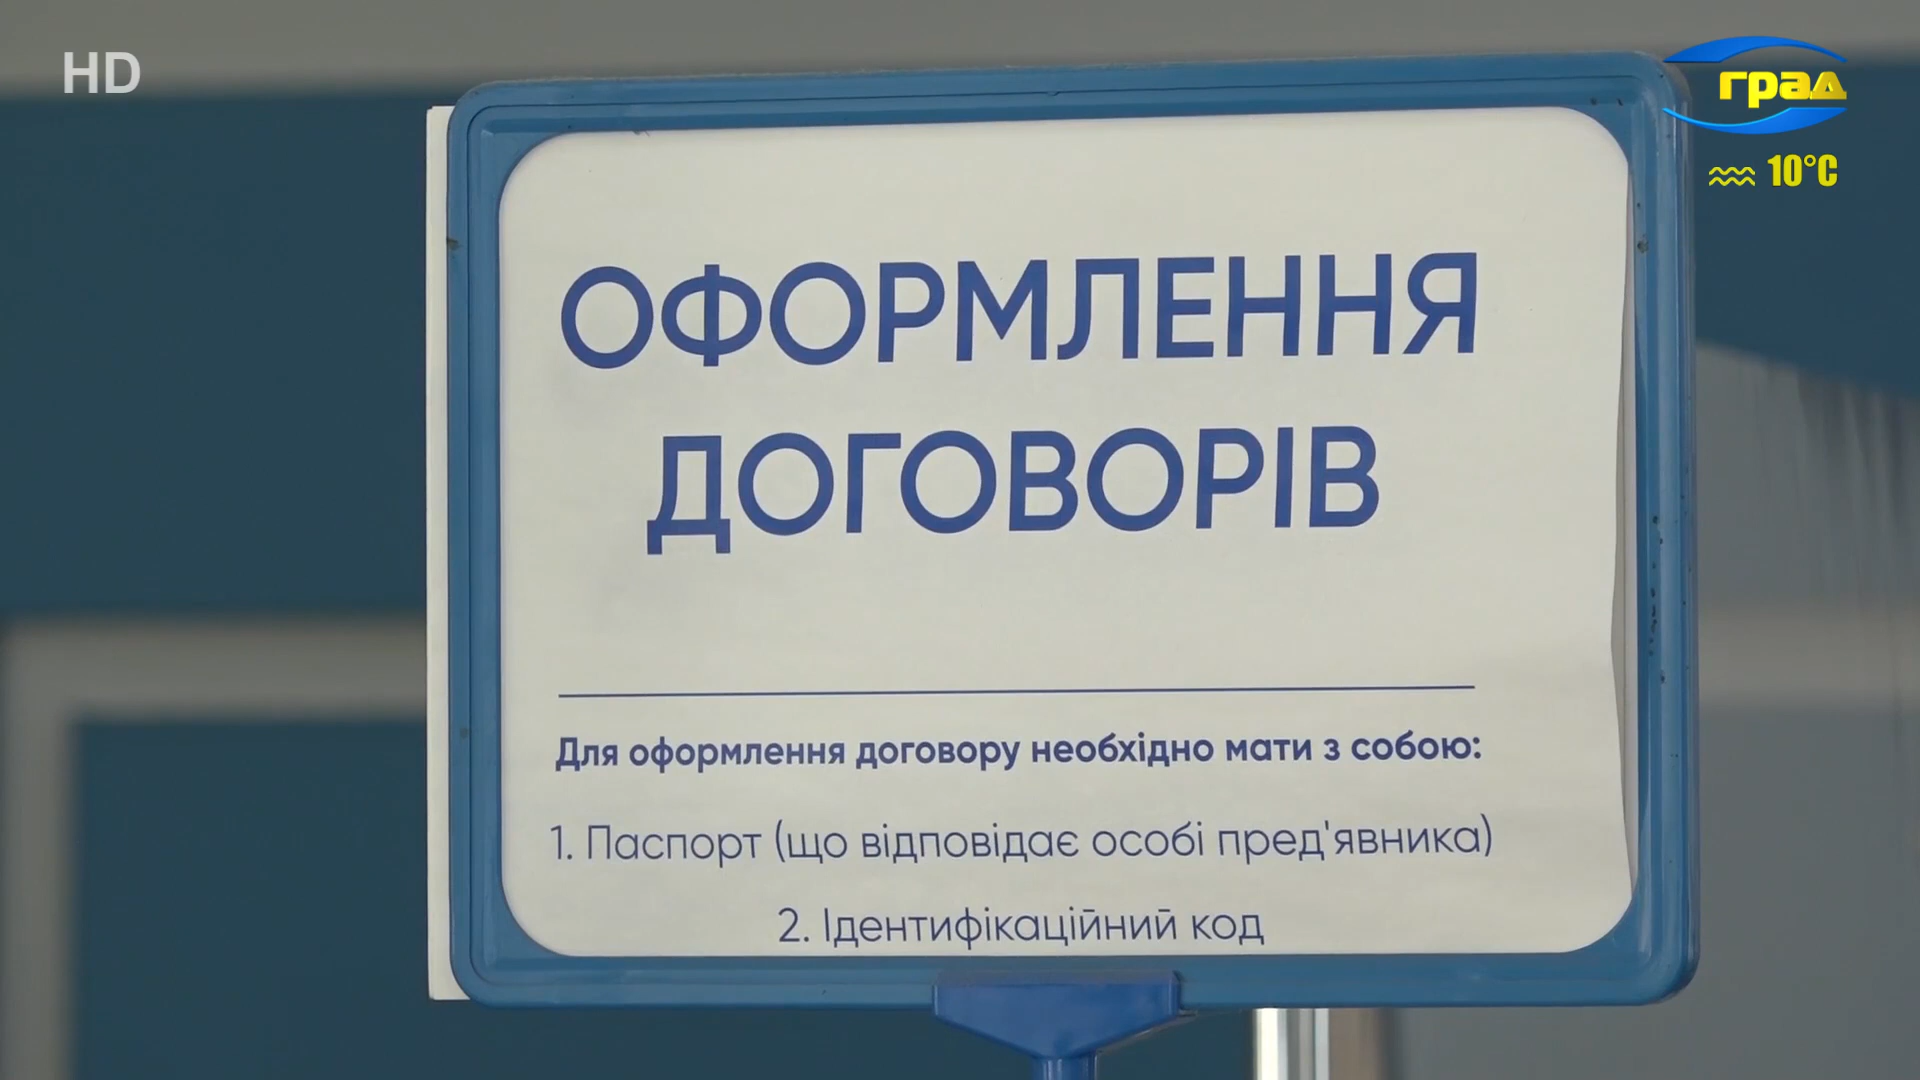 HD
град
10°C
ОФОРМЛЕННЯ
ДОГОВОРІВ
Для оформлення договору необхідно мати з собою:
1. Паспорт (що відповідає особі пред'явника)
2. Ідентифікаційний код